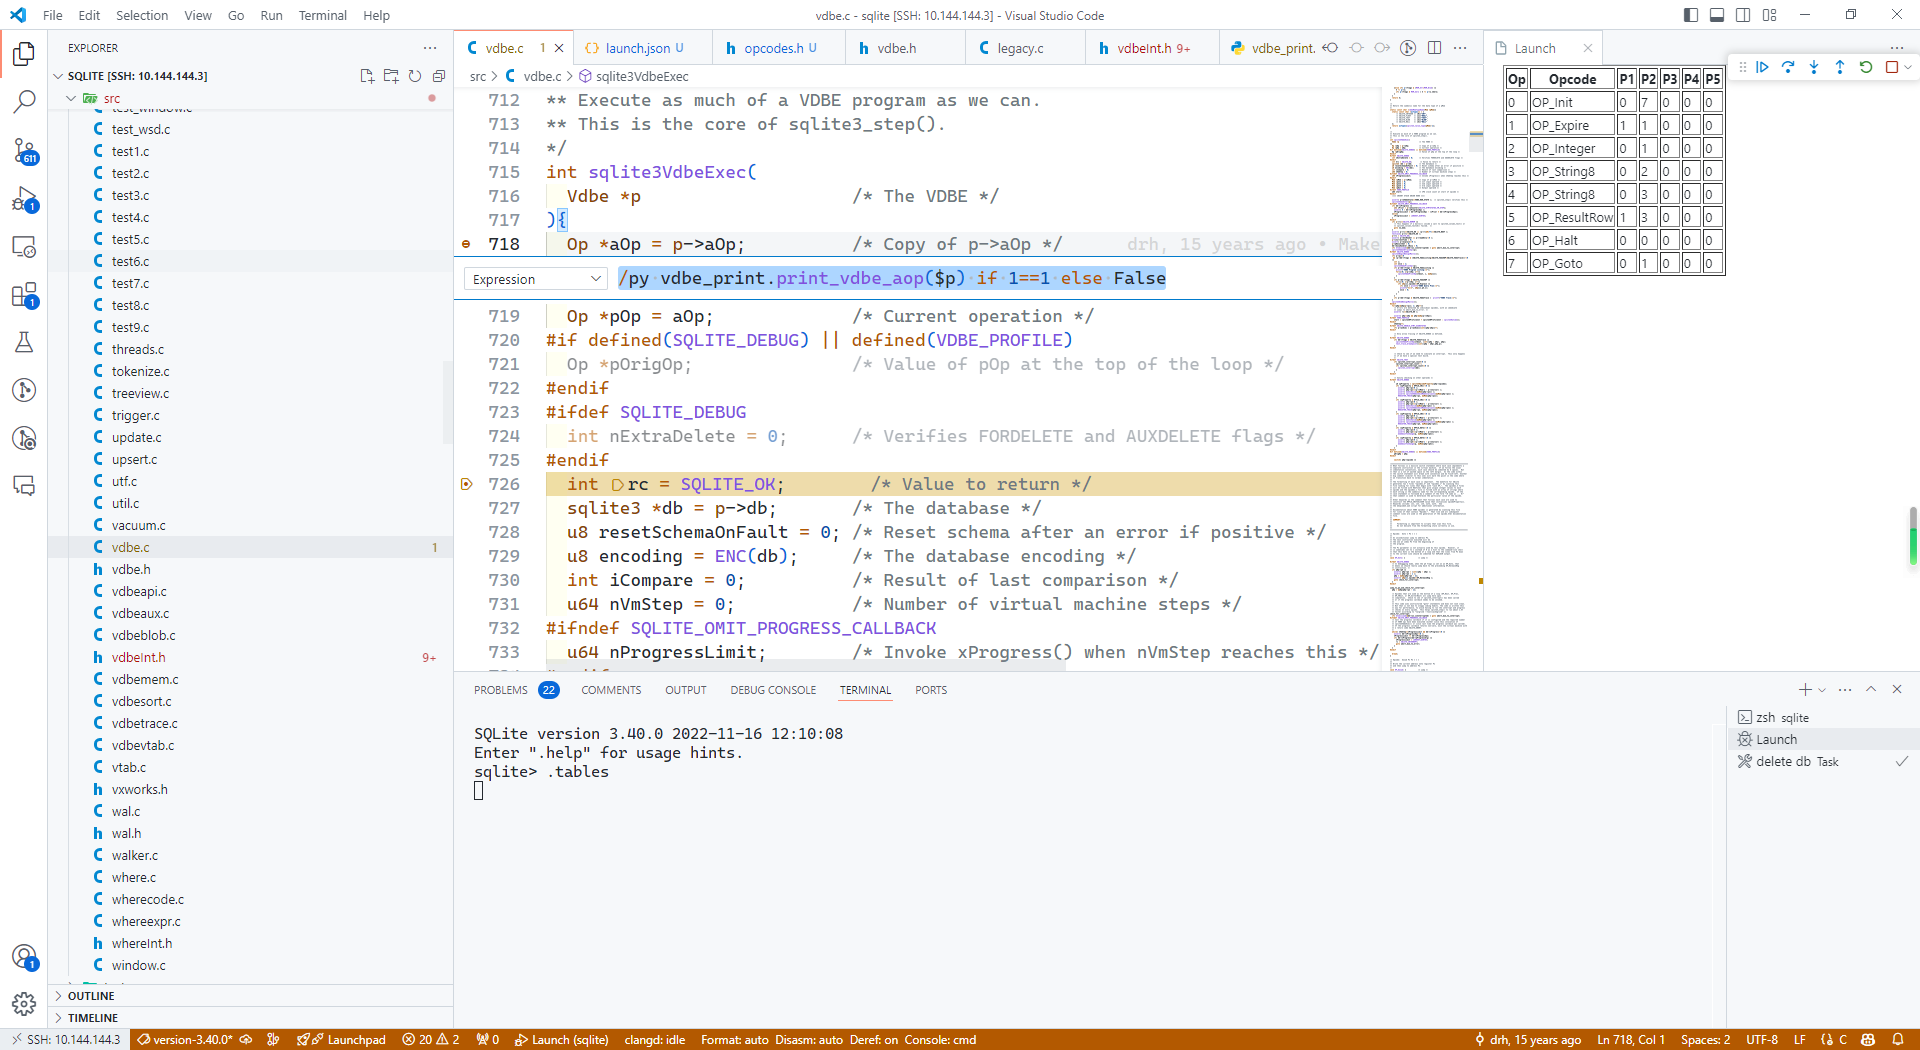 File Edit Selection View Go Run Terminal Help
vdbe.c - sqlite [SSH: 10.144.144.3] - Visual Studio Code
EXPLORER
SQLITE [SSH: 10.144.144.3]
src
test_window.c
test_wsd.c
test1.c
test2.c
test3.c
test4.c
test5.c
test6.c
test7.c
test8.c
test9.c
threads.c
tokenize.c
treeview.c
trigger.c
update.c
upsert.c
utf.c
util.c
vacuum.c
vdbe.c 1
vdbe.h
vdbeapi.c
vdbeaux.c
vdbeblob.c
vdbeInt.h 9+
vdbemem.c
vdbesort.c
vdbetrace.c
vdbevtab.c
vtab.c
vxworks.h
wal.c
wal.h
walker.c
where.c
wherecode.c
whereexpr.c
whereInt.h
window.c
OUTLINE
TIMELINE
611
1
1
1
vdbe.c 1 launch.json U opcodes.h U vdbe.h legacy.c vdbeInt.h 9+ vdbe_print.
src > vdbe.c > sqlite3VdbeExec
712 ** Execute as much of a VDBE program as we can.
713 ** This is the core of sqlite3_step().
714 */
715 int sqlite3VdbeExec(
716 Vdbe *p /* The VDBE */
717 ){
718 Op *aOp = p->aOp; /* Copy of p->aOp */ drh, 15 years ago • Make
Expression /py vdbe_print.print_vdbe_aop($p) if 1==1 else False
719 Op *pOp = aOp; /* Current operation */
720 #if defined(SQLITE_DEBUG) || defined(VDBE_PROFILE)
721 Op *pOrigOp; /* Value of pOp at the top of the loop */
722 #endif
723 #ifdef SQLITE_DEBUG
724 int nExtraDelete = 0; /* Verifies FORDELETE and AUXDELETE flags */
725 #endif
726 int rc = SQLITE_OK; /* Value to return */
727 sqlite3 *db = p->db; /* The database */
728 u8 resetSchemaOnFault = 0; /* Reset schema after an error if positive */
729 u8 encoding = ENC(db); /* The database encoding */
730 int iCompare = 0; /* Result of last comparison */
731 u64 nVmStep = 0; /* Number of virtual machine steps */
732 #ifndef SQLITE_OMIT_PROGRESS_CALLBACK
733 u64 nProgressLimit; /* Invoke xProgress() when nVmStep reaches this */
Launch
Op Opcode P1 P2 P3 P4 P5
0 OP_Init 0 7 0 0 0
1 OP_Expire 1 1 0 0 0
2 OP_Integer 0 1 0 0 0
3 OP_String8 0 2 0 0 0
4 OP_String8 0 3 0 0 0
5 OP_ResultRow 1 3 0 0 0
6 OP_Halt 0 0 0 0 0
7 OP_Goto 0 1 0 0 0
PROBLEMS 22 COMMENTS OUTPUT DEBUG CONSOLE TERMINAL PORTS
SQLite version 3.40.0 2022-11-16 12:10:08
Enter ".help" for usage hints.
sqlite> .tables
zsh sqlite
Launch
delete db Task
SSH: 10.144.144.3 version-3.40.0* Launchpad 20 2 0 Launch (sqlite) clangd: idle Format: auto Disasm: auto Deref: on Console: cmd drh, 15 years ago Ln 718, Col 1 Spaces: 2 UTF-8 LF C